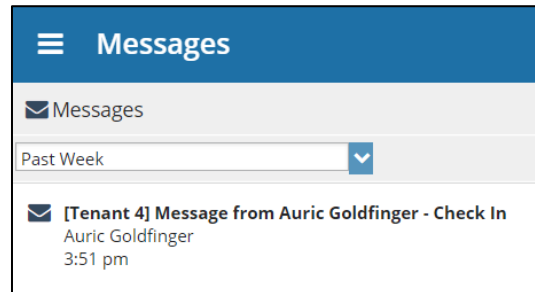 Messages
Messages
Past Week
[Tenant 4] Message from Auric Goldfinger - Check In
Auric Goldfinger
3:51 pm